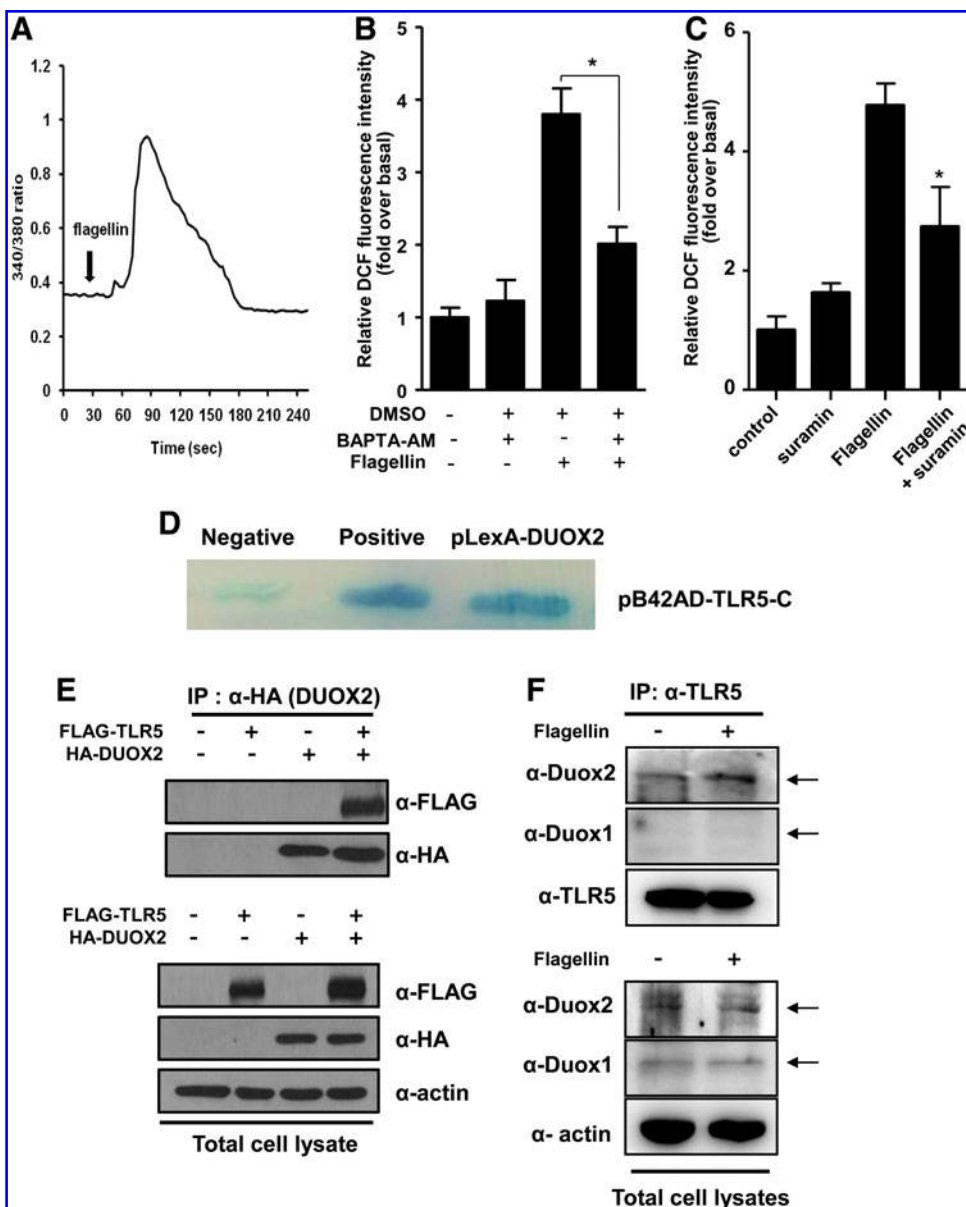 A
1.2
1
0.8
0.6
0.4
0.2
0
340/380 ratio
flagellin
0 30 60 90 120 150 180 210 240
Time (sec)
B
Relative DCF fluorescence intensity
(fold over basal)
5
4
3
2
1
0
*
DMSO - + + +
BAPTA-AM - + - +
Flagellin - - + +
C
Relative DCF fluorescence intensity
(fold over basal)
6
4
2
0
*
control
suramin
Flagellin
Flagellin
+ suramin
D
Negative Positive pLexA-DUOX2
pB42AD-TLR5-C
E
IP : α-HA (DUOX2)
FLAG-TLR5 - + - +
HA-DUOX2 - - + +
α-FLAG
α-HA
FLAG-TLR5 - + - +
HA-DUOX2 - - + +
α-FLAG
α-HA
α-actin
Total cell lysate
F
IP: α-TLR5
Flagellin - +
α-Duox2
α-Duox1
α-TLR5
Flagellin - +
α-Duox2
α-Duox1
α- actin
Total cell lysates